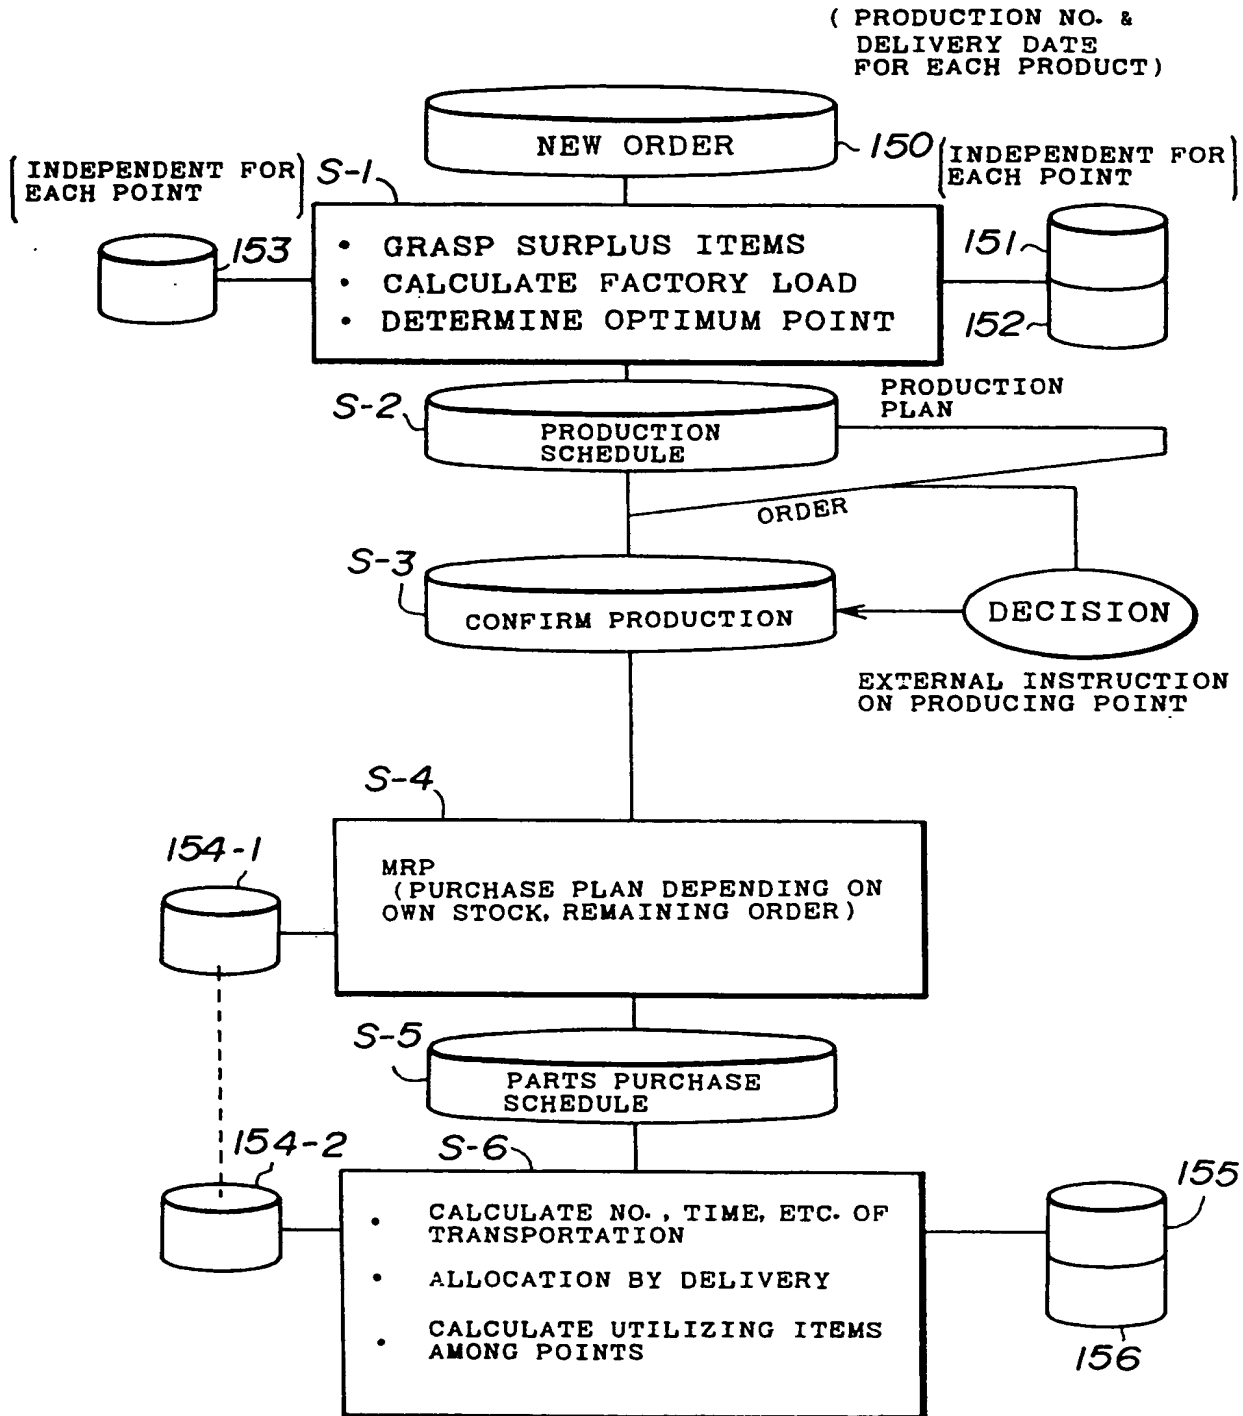 ( PRODUCTION NO. &
DELIVERY DATE
FOR EACH PRODUCT)
NEW ORDER
150
(INDEPENDENT FOR
EACH POINT)
S-1
(INDEPENDENT FOR
EACH POINT)
153
• GRASP SURPLUS ITEMS
• CALCULATE FACTORY LOAD
• DETERMINE OPTIMUM POINT
151
152
S-2
PRODUCTION
SCHEDULE
PRODUCTION
PLAN
ORDER
S-3
CONFIRM PRODUCTION
DECISION
EXTERNAL INSTRUCTION
ON PRODUCING POINT
S-4
154-1
MRP
(PURCHASE PLAN DEPENDING ON
OWN STOCK, REMAINING ORDER)
S-5
PARTS PURCHASE
SCHEDULE
154-2
S-6
155
• CALCULATE NO., TIME, ETC. OF
TRANSPORTATION
• ALLOCATION BY DELIVERY
• CALCULATE UTILIZING ITEMS
AMONG POINTS
156